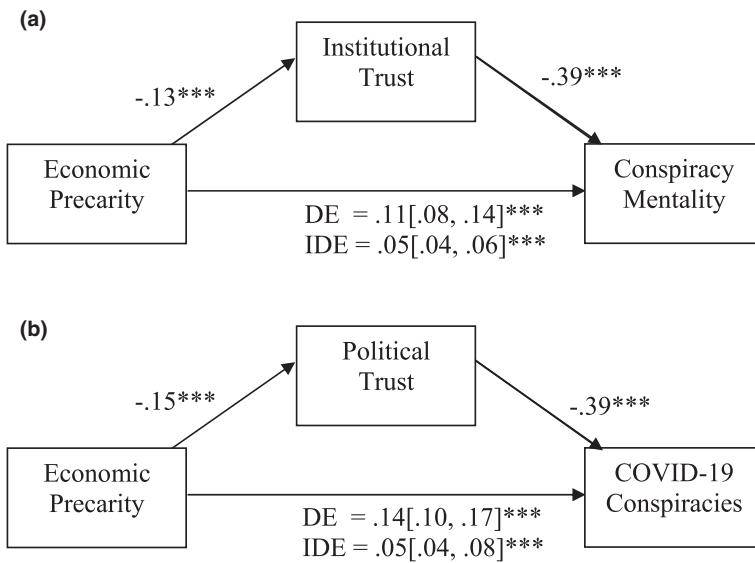 (a)
Institutional
Trust
-.13***
-.39***
Economic
Precarity
Conspiracy
Mentality
DE = .11[.08, .14]***
IDE = .05[.04, .06]***
(b)
Political
Trust
-.15***
-.39***
Economic
Precarity
COVID-19
Conspiracies
DE = .14[.10, .17]***
IDE = .05[.04, .08]***